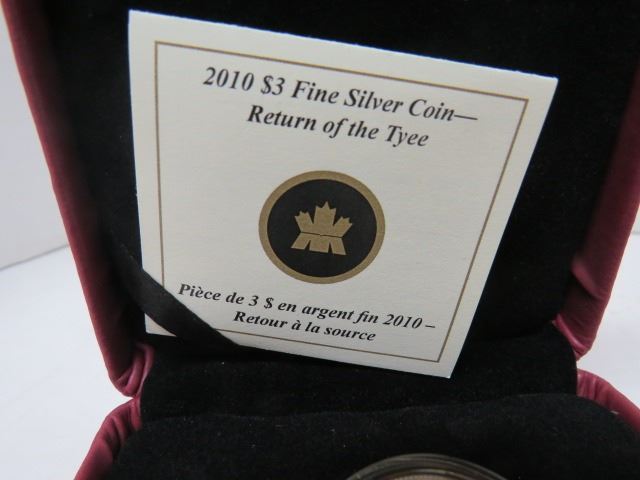 2010 $3 Fine Silver Coin—
Return of the Tyee
Pièce de 3 $ en argent fin 2010 –
Retour à la source